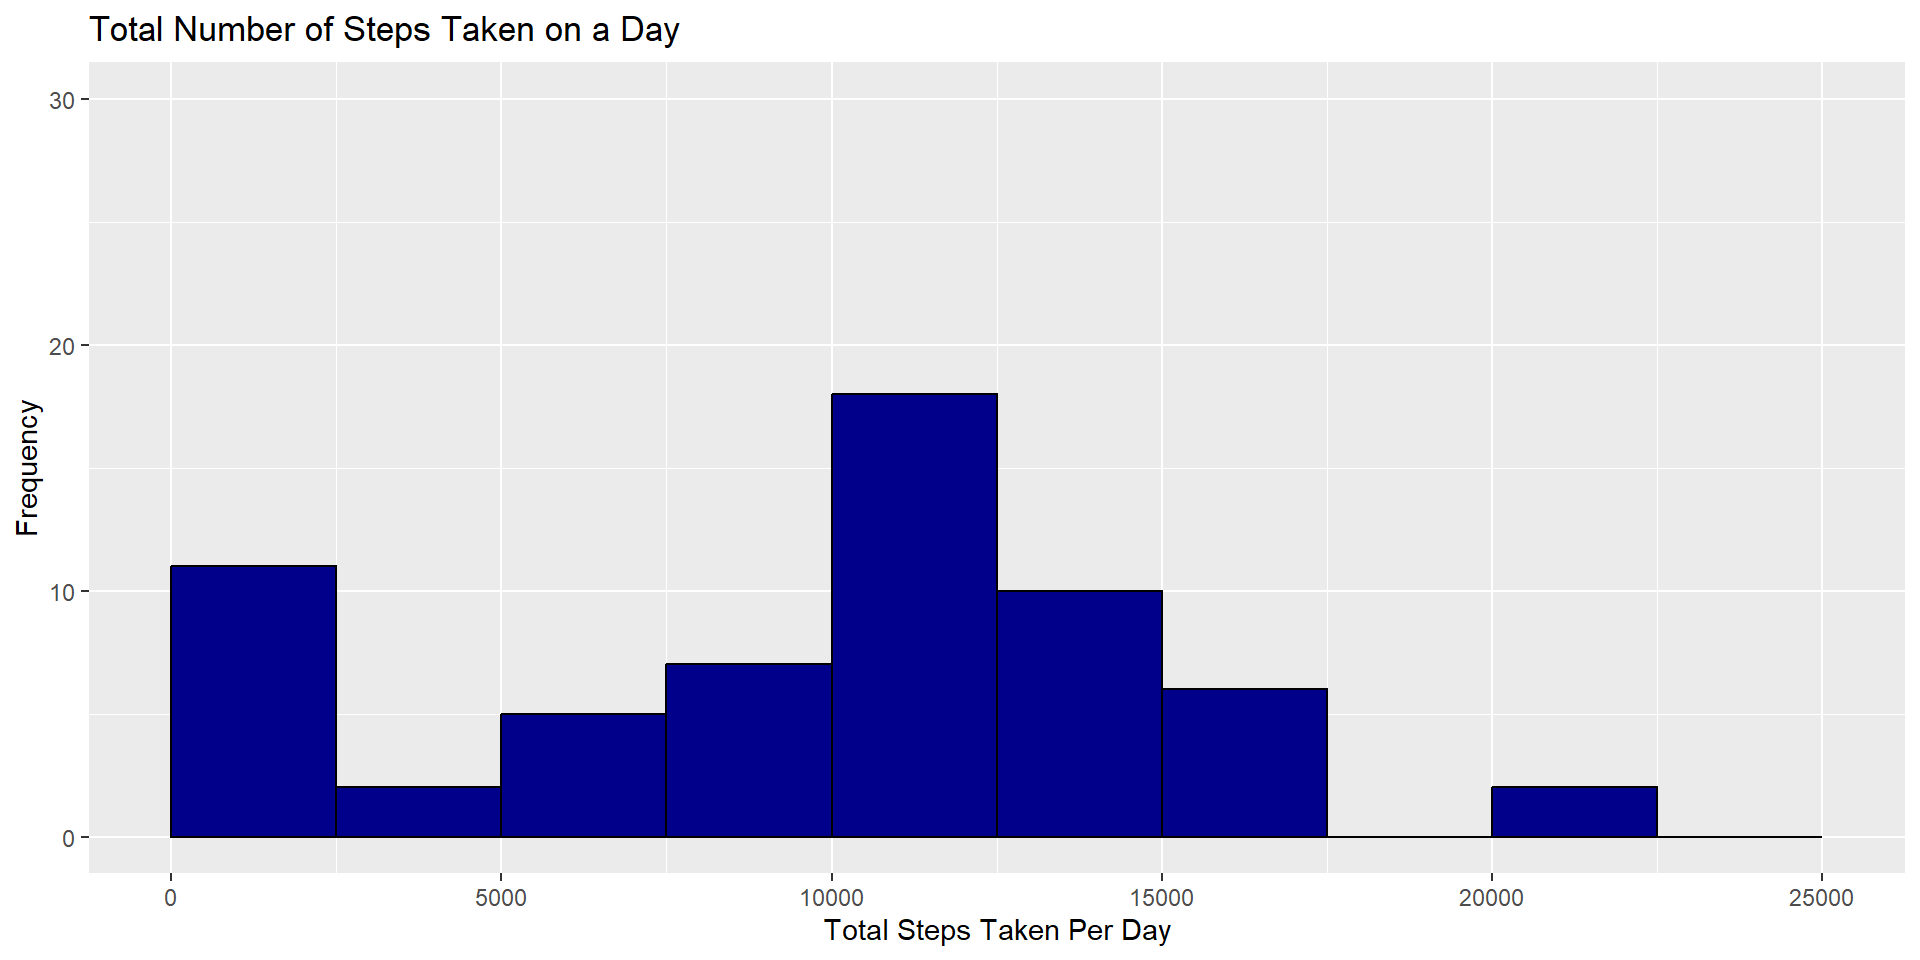 Total Number of Steps Taken on a Day
30
20
10
0
Frequency
0 5000 10000 15000 20000 25000
Total Steps Taken Per Day